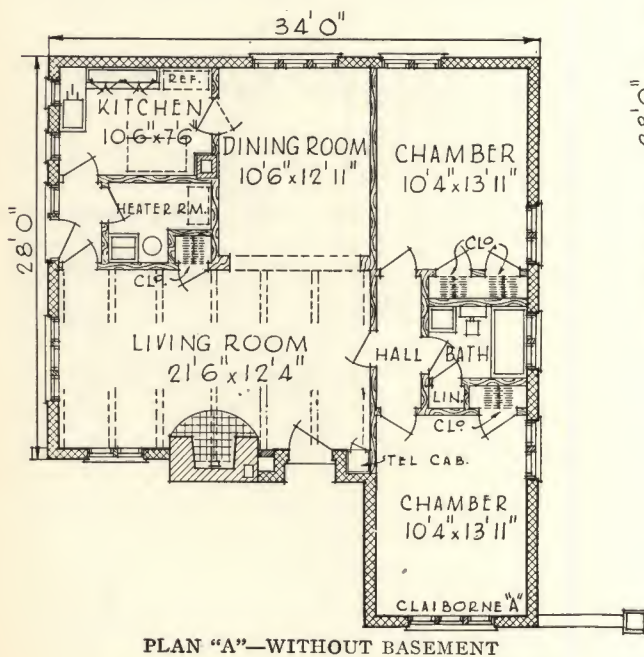 34'0"
28'0"
REF.
KITCHEN
10'6"x7'6"
DINING ROOM
10'6"x12'11"
CHAMBER
10'4"x13'11"
HEATER RM.
CLO.
CLO.
LIVING ROOM
21'6"x12'4"
HALL
BATH
LIN.
CLO.
TEL CAB.
CHAMBER
10'4"x13'11"
CLAIBORNE "A"
28'0"
PLAN "A"—WITHOUT BASEMENT